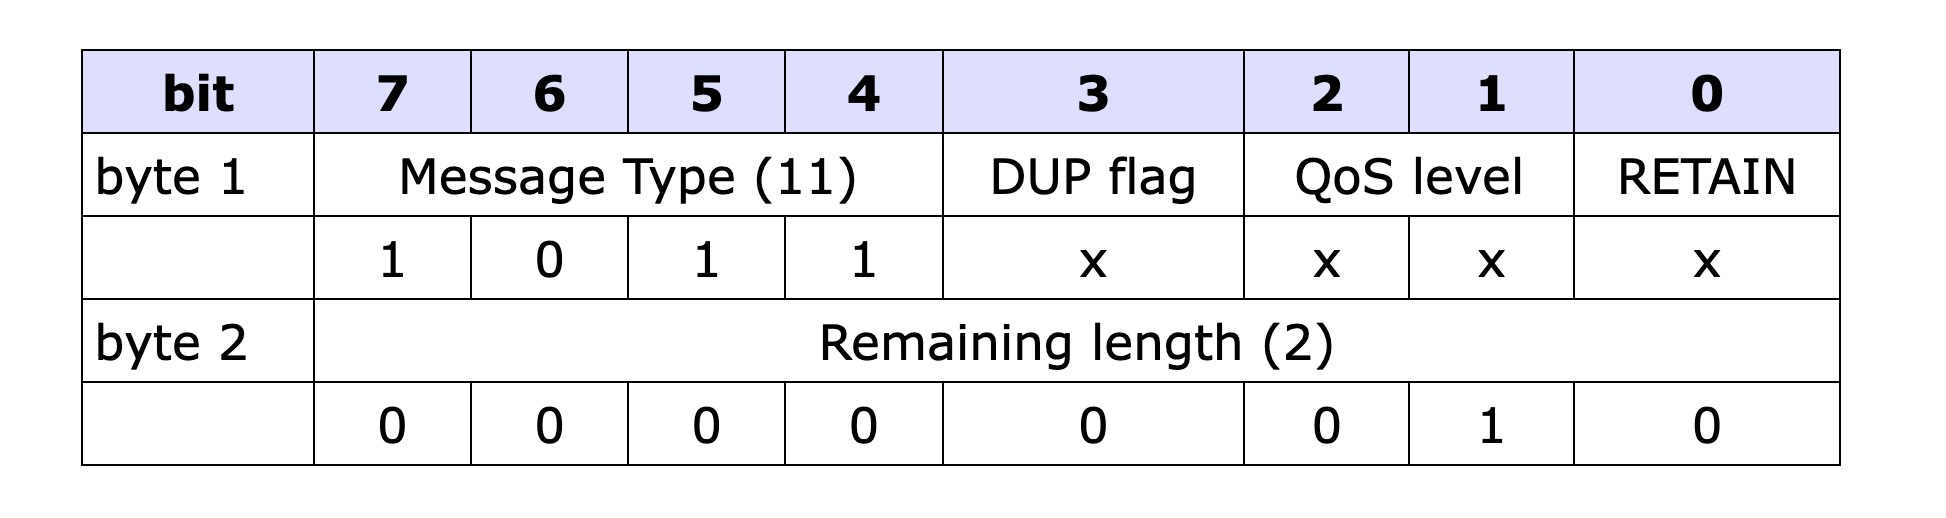 bit 7 6 5 4 3 2 1 0
byte 1 Message Type (11) DUP flag QoS level RETAIN
1 0 1 1 x x x x
byte 2 Remaining length (2)
0 0 0 0 0 0 1 0